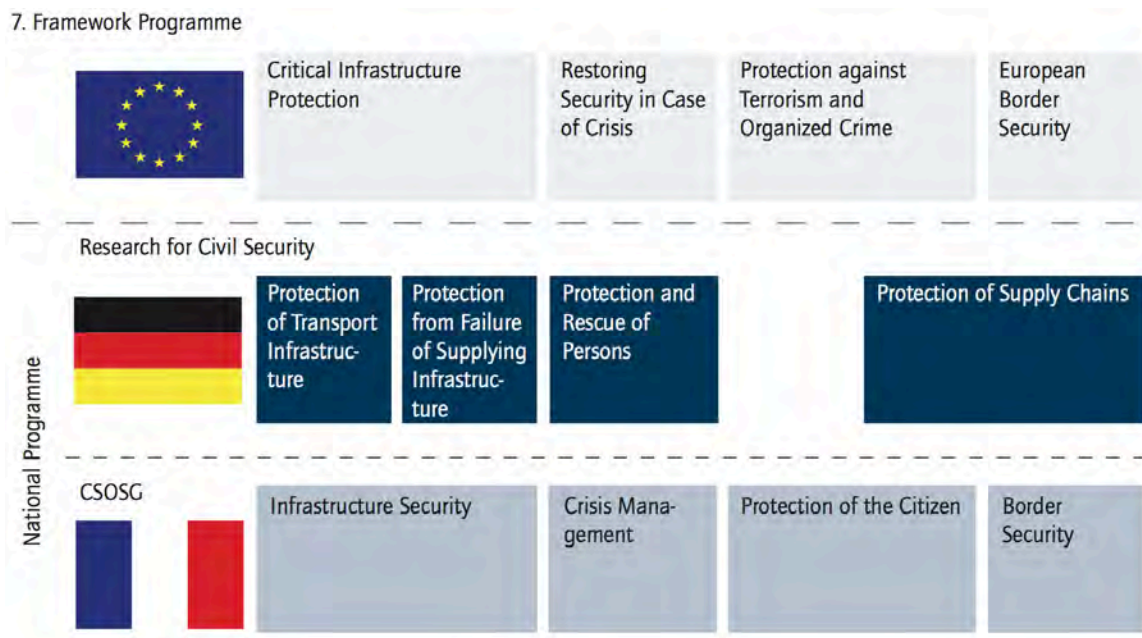 7. Framework Programme
Critical Infrastructure
Protection
Restoring
Security in Case
of Crisis
Protection against
Terrorism and
Organized Crime
European
Border
Security
National Programme
Research for Civil Security
Protection
of Transport
Infrastruc-
ture
Protection
from Failure
of Supplying
Infrastruc-
ture
Protection and
Rescue of
Persons
Protection of Supply Chains
CSOSG
Infrastructure Security
Crisis Mana-
gement
Protection of the Citizen
Border
Security